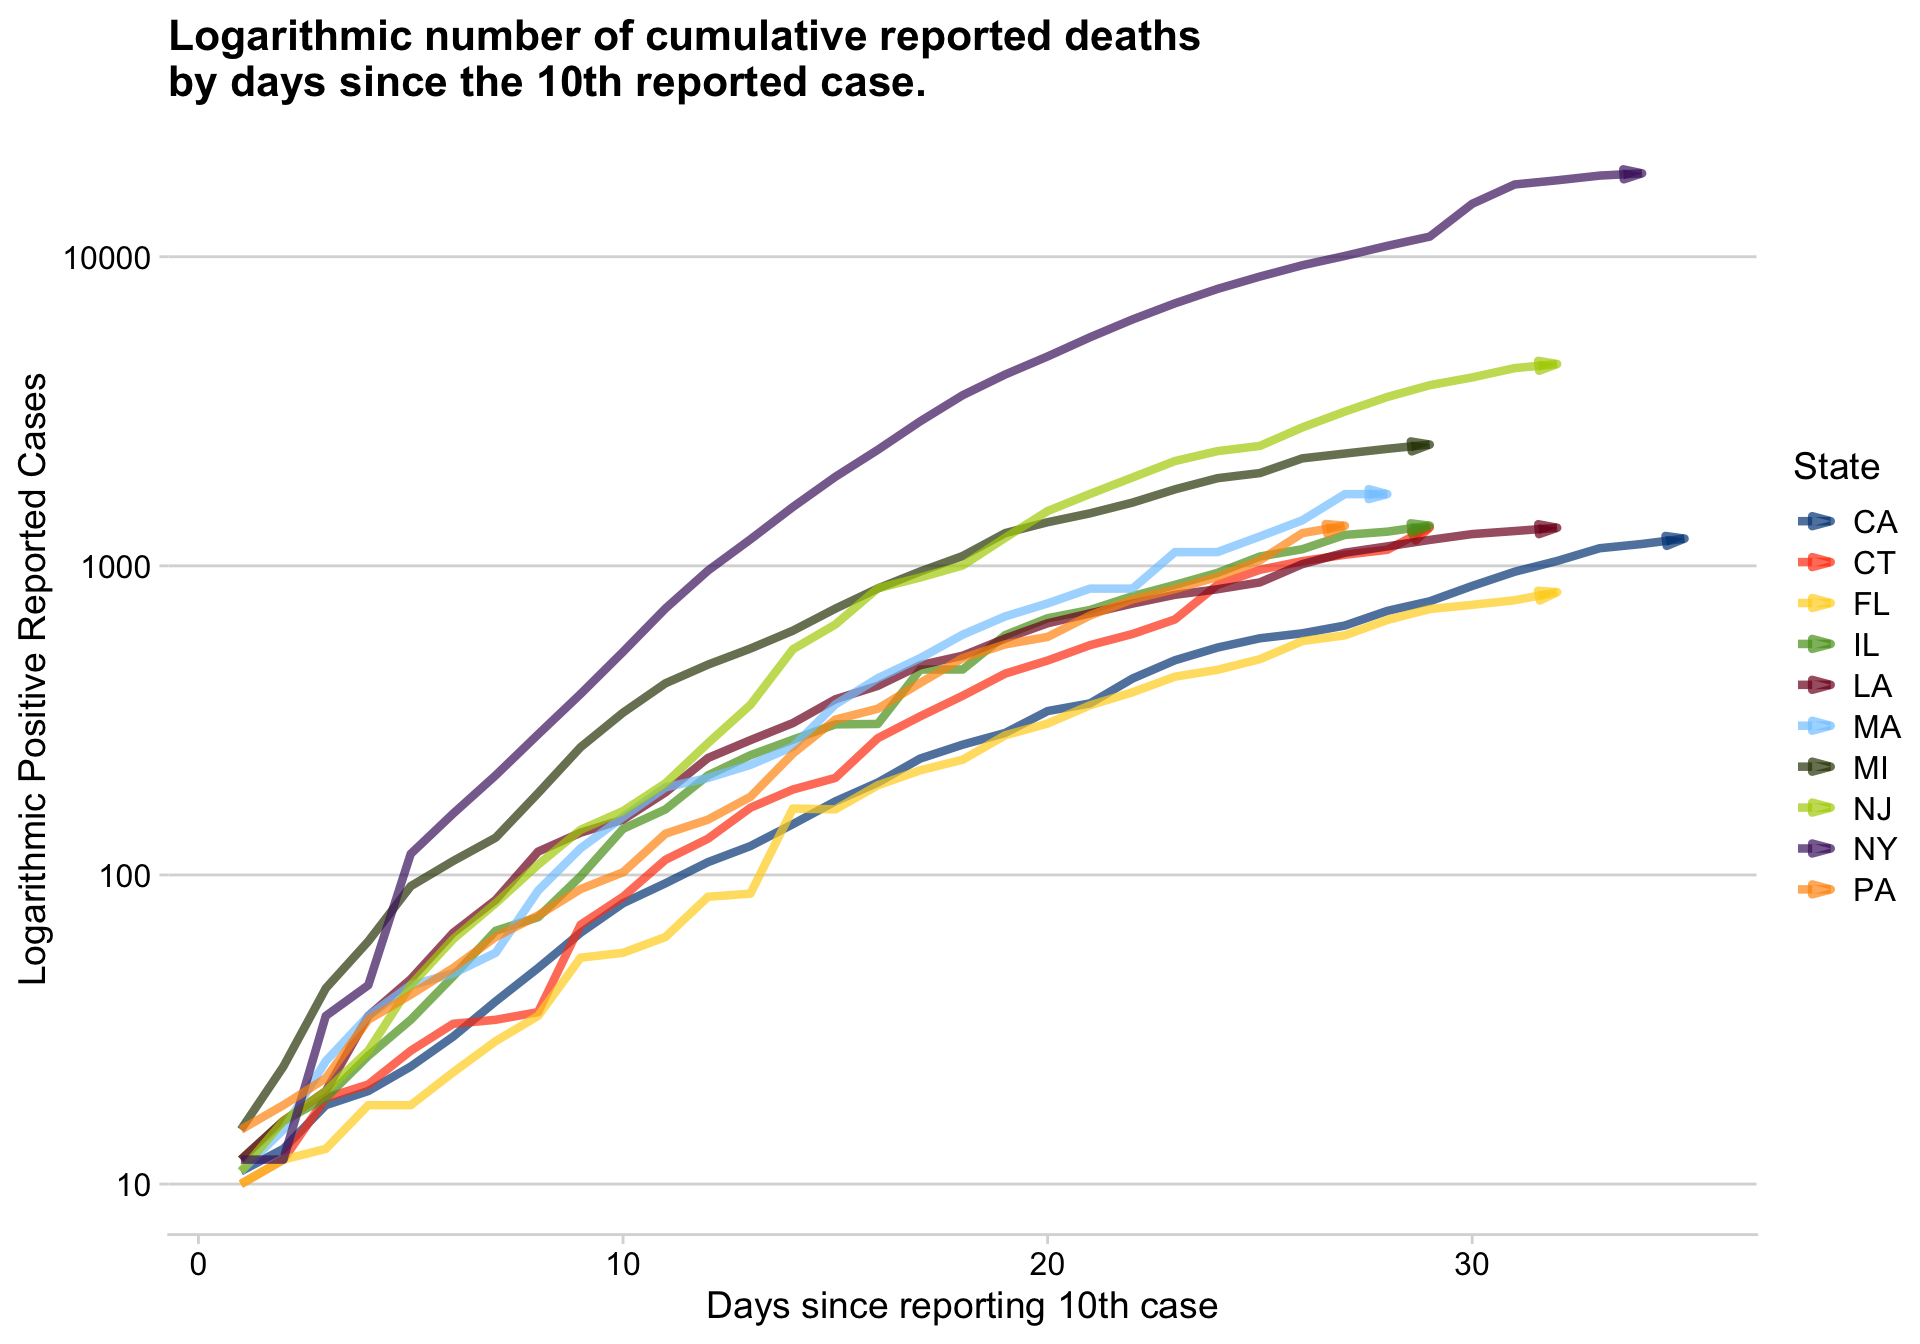 Logarithmic number of cumulative reported deaths
by days since the 10th reported case.
Logarithmic Positive Reported Cases
10000
1000
100
10
0
10
20
30
Days since reporting 10th case
State
CA
CT
FL
IL
LA
MA
MI
NJ
NY
PA